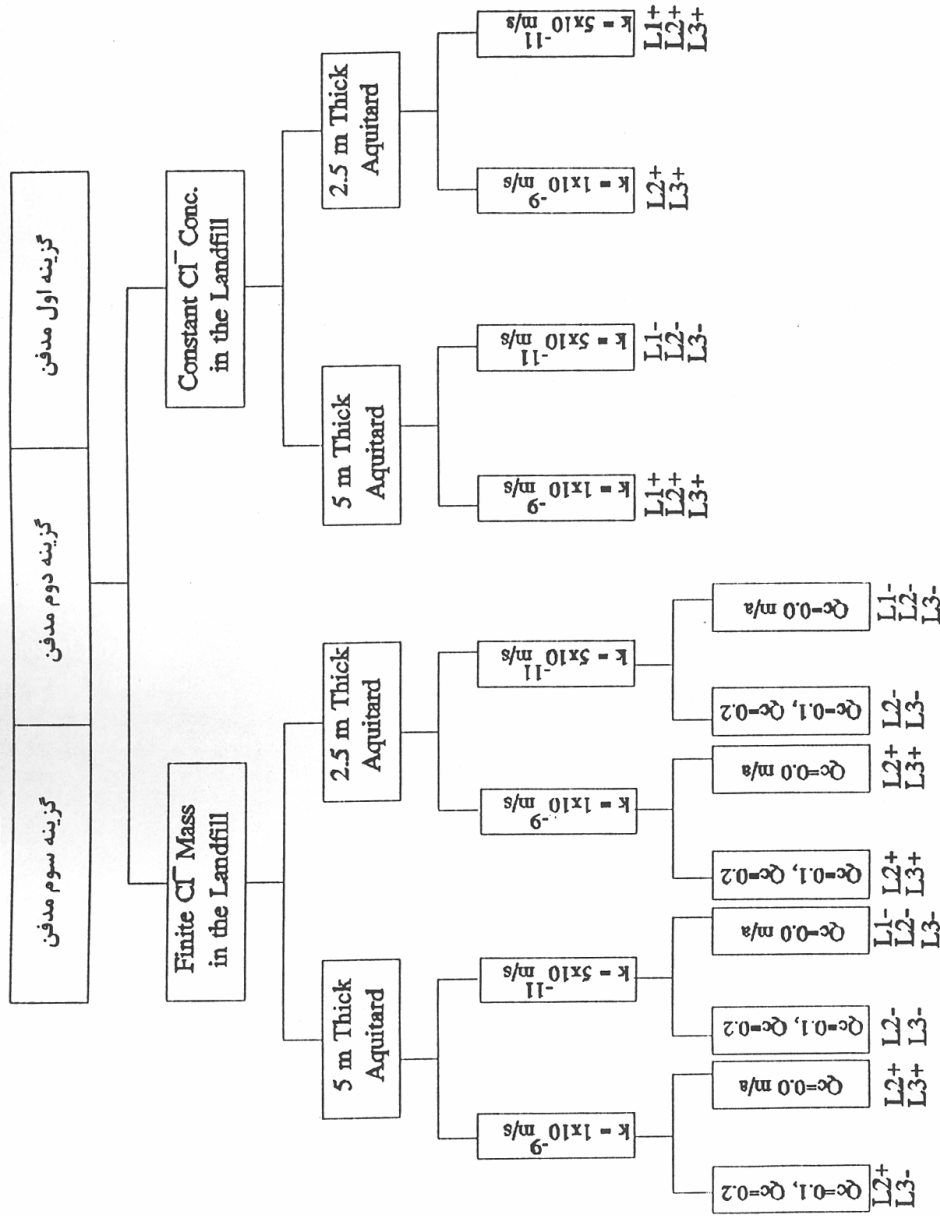 گزینه اول مدفن
گزینه دوم مدفن
گزینه سوم مدفن
Finite Cl⁻ Mass
in the Landfill
Constant Cl⁻ Conc.
in the Landfill
5 m Thick
Aquitard
2.5 m Thick
Aquitard
5 m Thick
Aquitard
2.5 m Thick
Aquitard
k = 1x10⁻⁹ m/s
k = 5x10⁻¹¹ m/s
k = 1x10⁻⁹ m/s
k = 5x10⁻¹¹ m/s
k = 1x10⁻⁹ m/s
k = 5x10⁻¹¹ m/s
k = 1x10⁻⁹ m/s
k = 5x10⁻¹¹ m/s
L1+
L2+
L3+
L1-
L2-
L3-
L2+
L3+
L1+
L2+
L3+
Qc=0.1, Qc=0.2
Qc=0.0 m/a
Qc=0.1, Qc=0.2
Qc=0.0 m/a
Qc=0.1, Qc=0.2
Qc=0.0 m/a
Qc=0.1, Qc=0.2
Qc=0.0 m/a
L2+
L3-
L2+
L3+
L2-
L3-
L1-
L2-
L3-
L2+
L3+
L2+
L3+
L2-
L3-
L1-
L2-
L3-